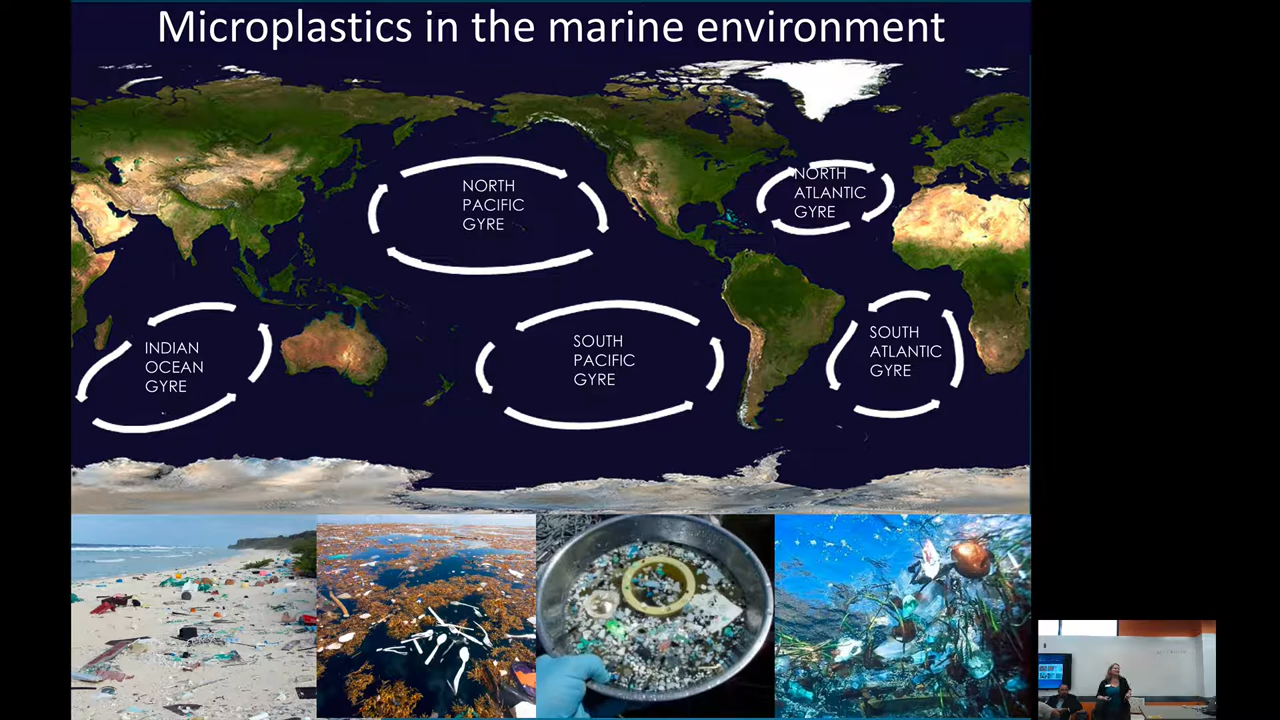 Microplastics in the marine environment
NORTH
PACIFIC
GYRE
NORTH
ATLANTIC
GYRE
INDIAN
OCEAN
GYRE
SOUTH
PACIFIC
GYRE
SOUTH
ATLANTIC
GYRE